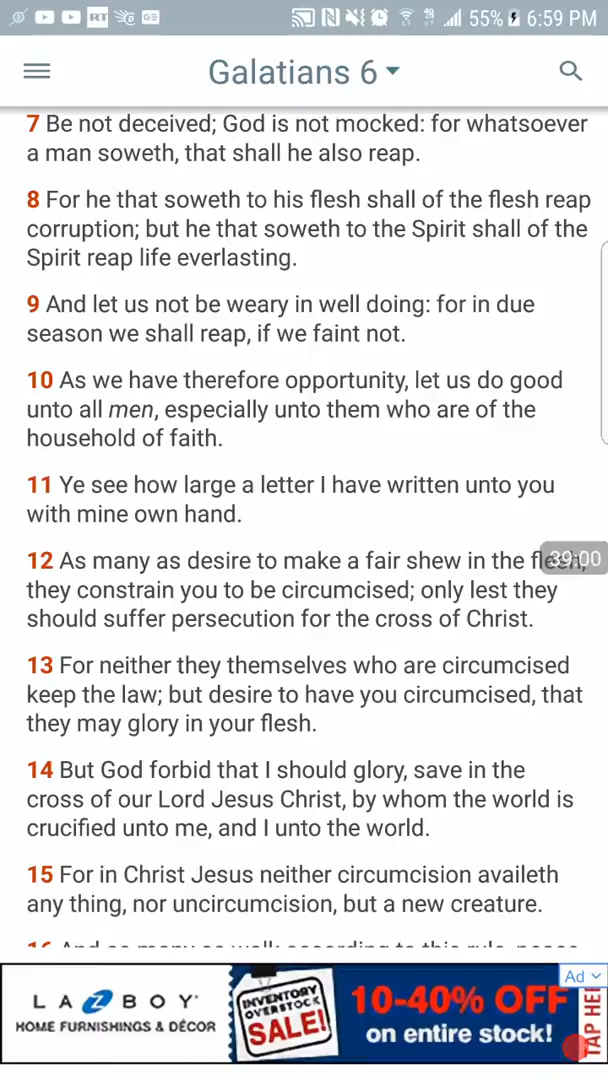 RT
GE
4G
55%
6:59 PM
Galatians 6
7 Be not deceived; God is not mocked: for whatsoever
a man soweth, that shall he also reap.
8 For he that soweth to his flesh shall of the flesh reap
corruption; but he that soweth to the Spirit shall of the
Spirit reap life everlasting.
9 And let us not be weary in well doing: for in due
season we shall reap, if we faint not.
10 As we have therefore opportunity, let us do good
unto all men, especially unto them who are of the
household of faith.
11 Ye see how large a letter I have written unto you
with mine own hand.
12 As many as desire to make a fair shew in the
39:00
they constrain you to be circumcised; only lest they
should suffer persecution for the cross of Christ.
13 For neither they themselves who are circumcised
keep the law; but desire to have you circumcised, that
they may glory in your flesh.
14 But God forbid that I should glory, save in the
cross of our Lord Jesus Christ, by whom the world is
crucified unto me, and I unto the world.
15 For in Christ Jesus neither circumcision availeth
any thing, nor uncircumcision, but a new creature.
Ad
LA Z BOY
HOME FURNISHINGS & DÉCOR
INVENTORY
OVERSTOCK
SALE!
10-40% OFF
on entire stock!
TAP HE